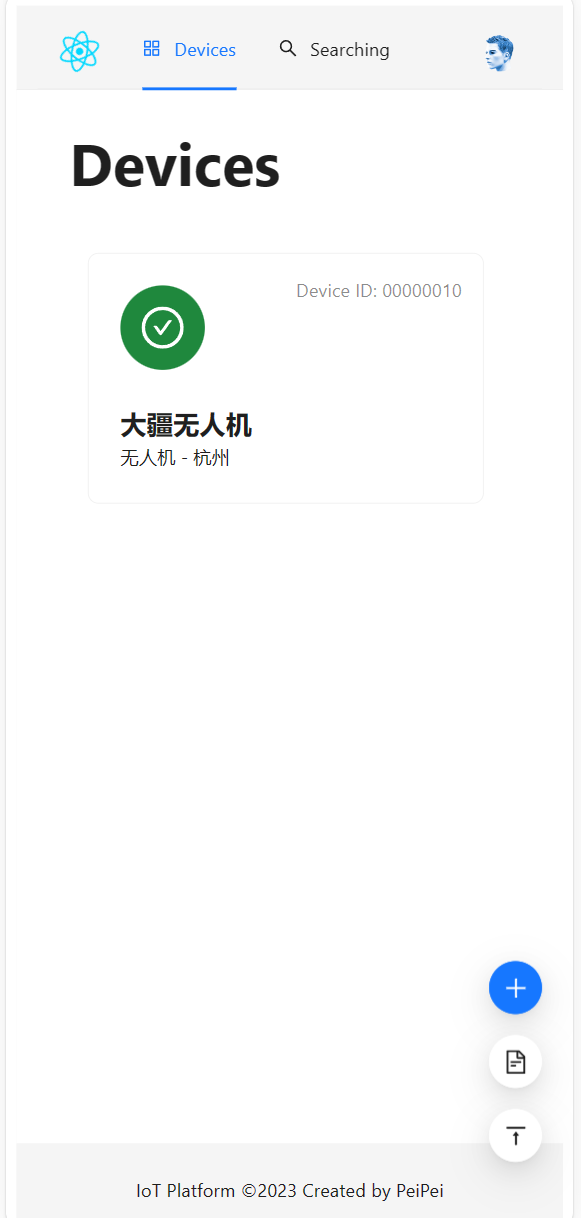 Devices Searching
Devices
Device ID: 00000010
大疆无人机
无人机 - 杭州
IoT Platform ©2023 Created by PeiPei